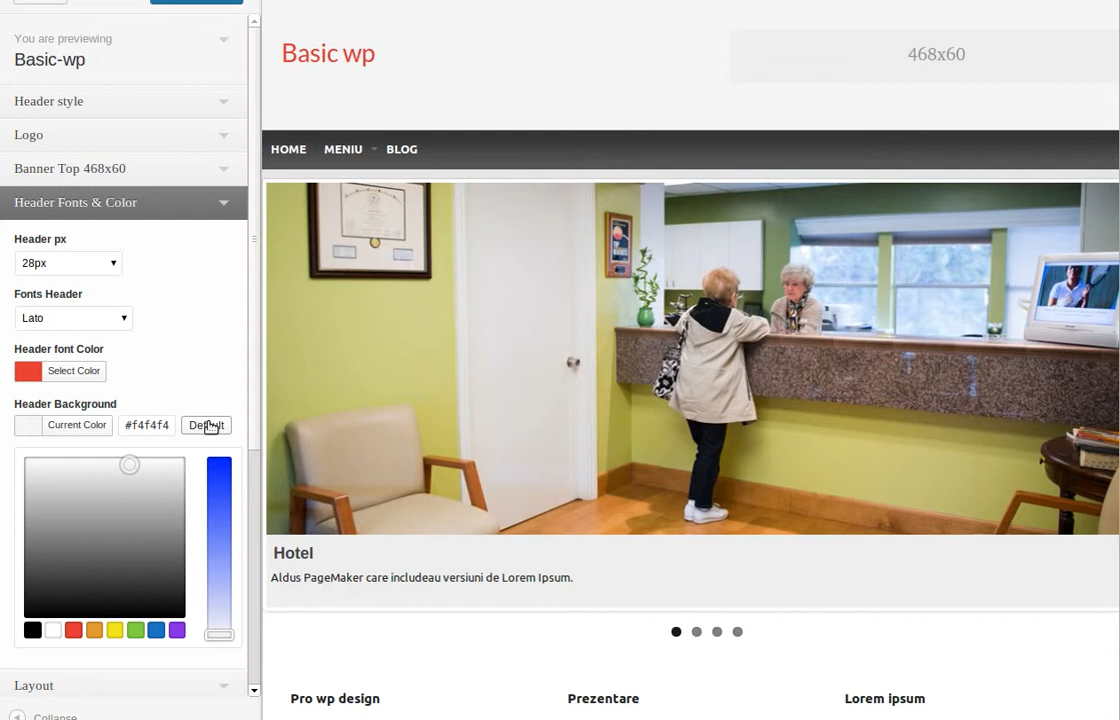 You are previewing
Basic-wp
Header style
Logo
Banner Top 468x60
Header Fonts & Color
Header px
28px
Fonts Header
Lato
Header font Color
Select Color
Header Background
Current Color
#f4f4f4
Default
Layout
Collapse
Basic wp
468x60
HOME
MENIU
BLOG
Hotel
Aldus PageMaker care includeau versiuni de Lorem Ipsum.
Pro wp design
Prezentare
Lorem ipsum